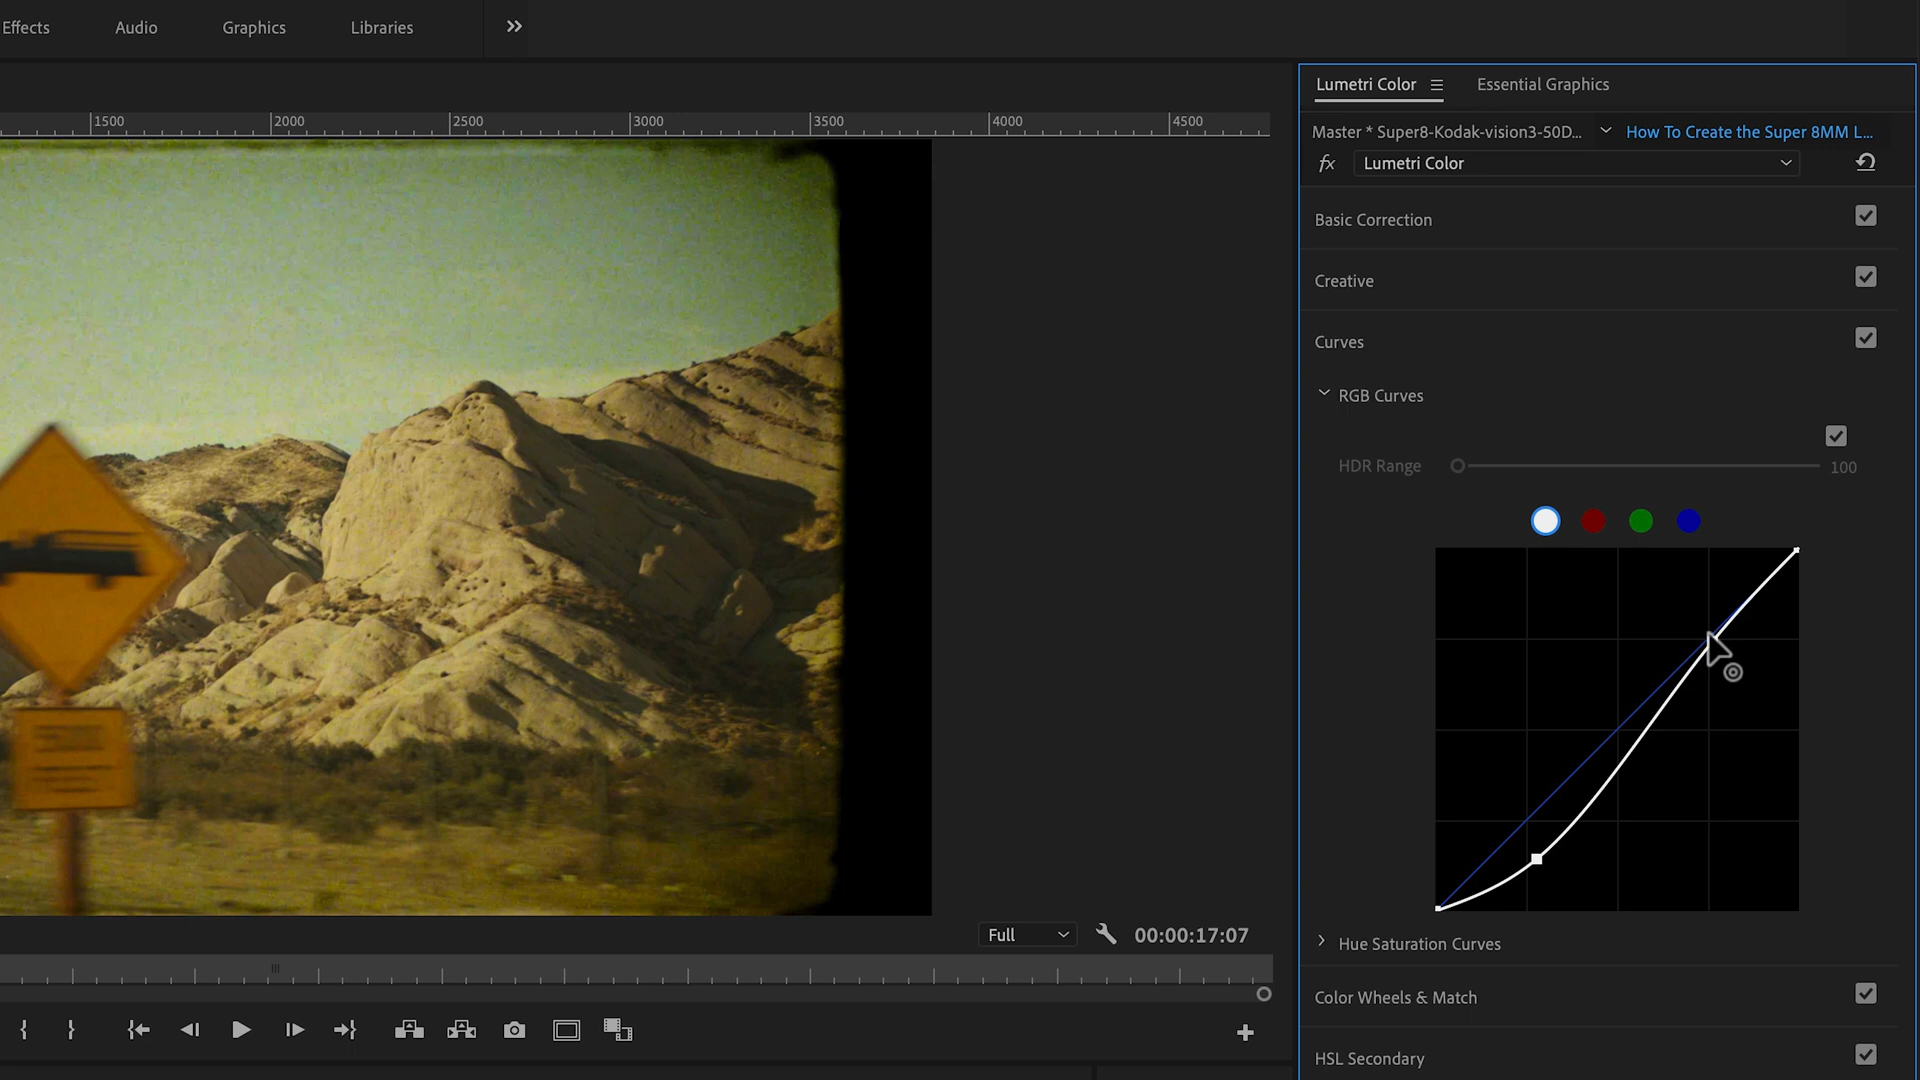 Effects
Audio
Graphics
Libraries
Lumetri Color
Essential Graphics
1500
2000
2500
3000
3500
4000
4500
Master * Super8-Kodak-vision3-50D...
How To Create the Super 8MM L...
fx
Lumetri Color
Basic Correction
Creative
Curves
RGB Curves
HDR Range
100
Hue Saturation Curves
Color Wheels & Match
HSL Secondary
Full
00:00:17:07